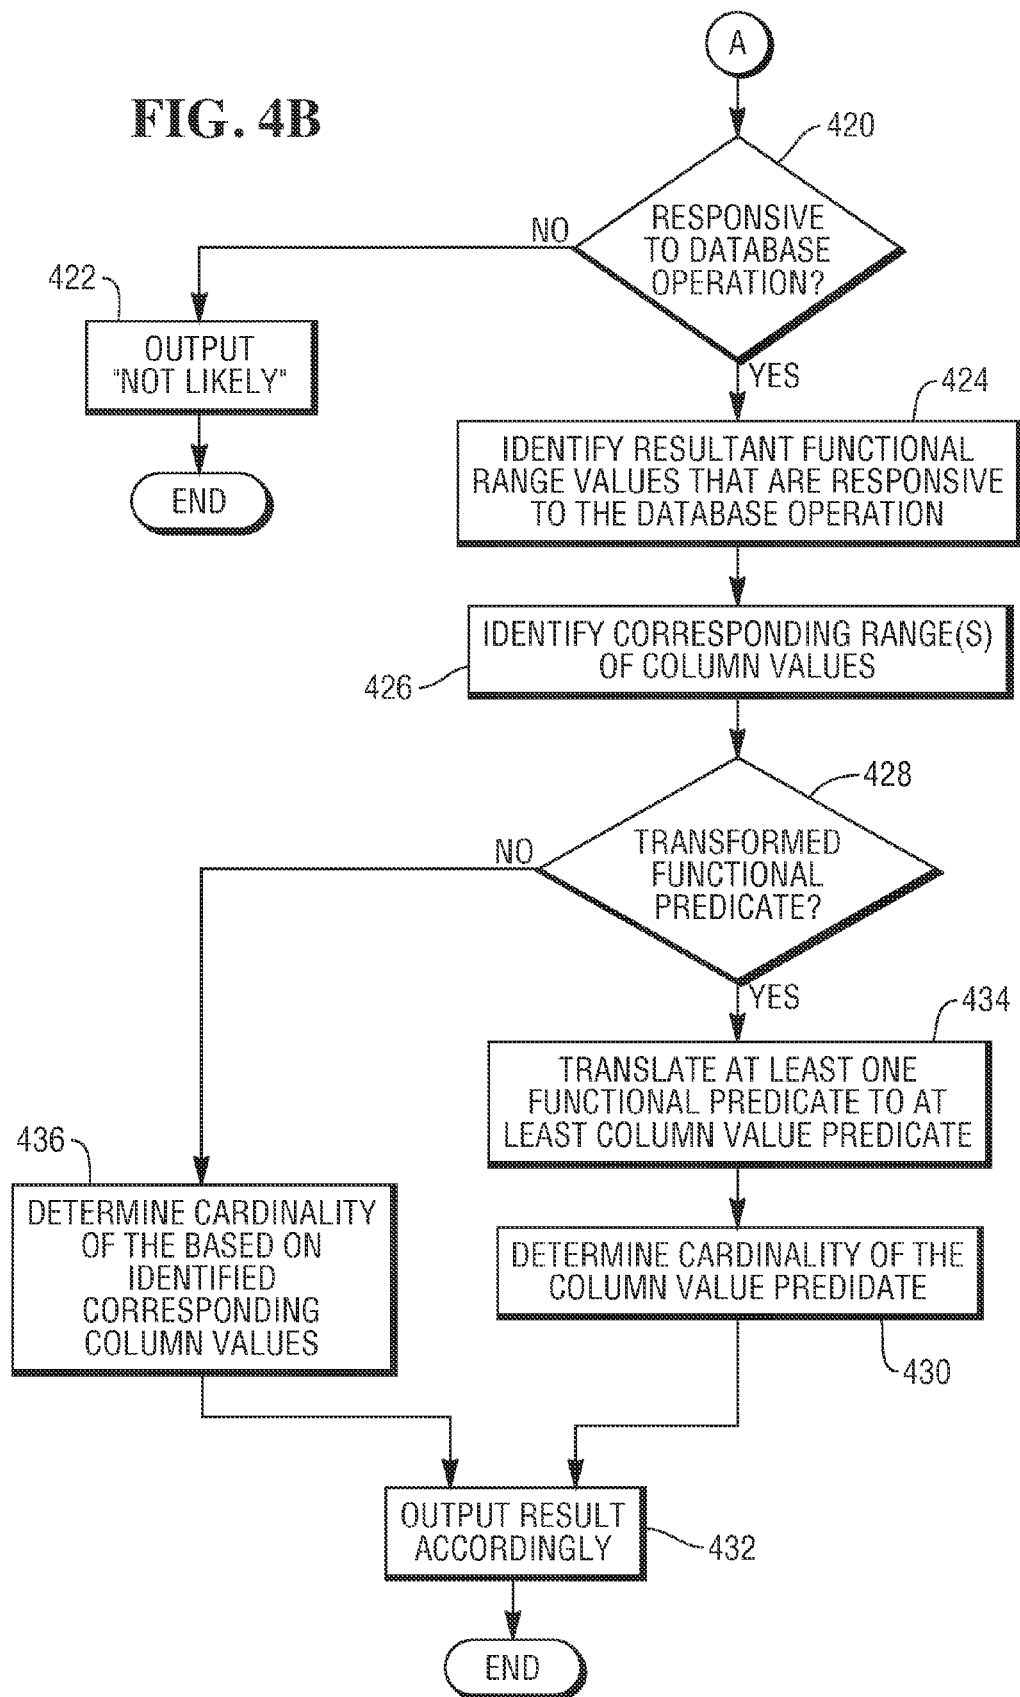 A
FIG. 4B
420
RESPONSIVE
TO DATABASE
OPERATION?
NO
422
OUTPUT
"NOT LIKELY"
END
YES
424
IDENTIFY RESULTANT FUNCTIONAL
RANGE VALUES THAT ARE RESPONSIVE
TO THE DATABASE OPERATION
IDENTIFY CORRESPONDING RANGE(S)
OF COLUMN VALUES
426
428
TRANSFORMED
FUNCTIONAL
PREDICATE?
NO
YES
434
TRANSLATE AT LEAST ONE
FUNCTIONAL PREDICATE TO AT
LEAST COLUMN VALUE PREDICATE
436
DETERMINE CARDINALITY
OF THE BASED ON
IDENTIFIED
CORRESPONDING
COLUMN VALUES
DETERMINE CARDINALITY OF THE
COLUMN VALUE PREDIDATE
430
OUTPUT RESULT
ACCORDINGLY
432
END